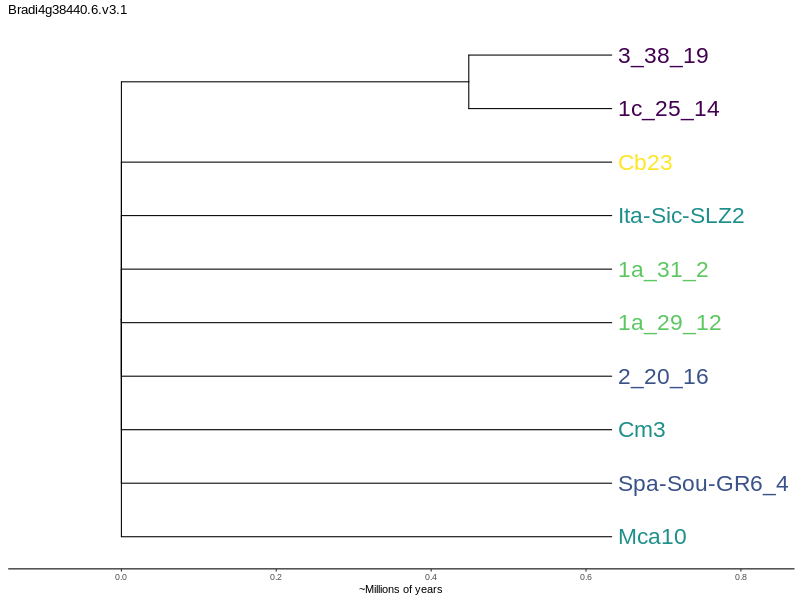 Bradi4g38440.6.v3.1
3_38_19
1c_25_14
Cb23
Ita-Sic-SLZ2
1a_31_2
1a_29_12
2_20_16
Cm3
Spa-Sou-GR6_4
Mca10
0.0 0.2 0.4 0.6 0.8
~Millions of years